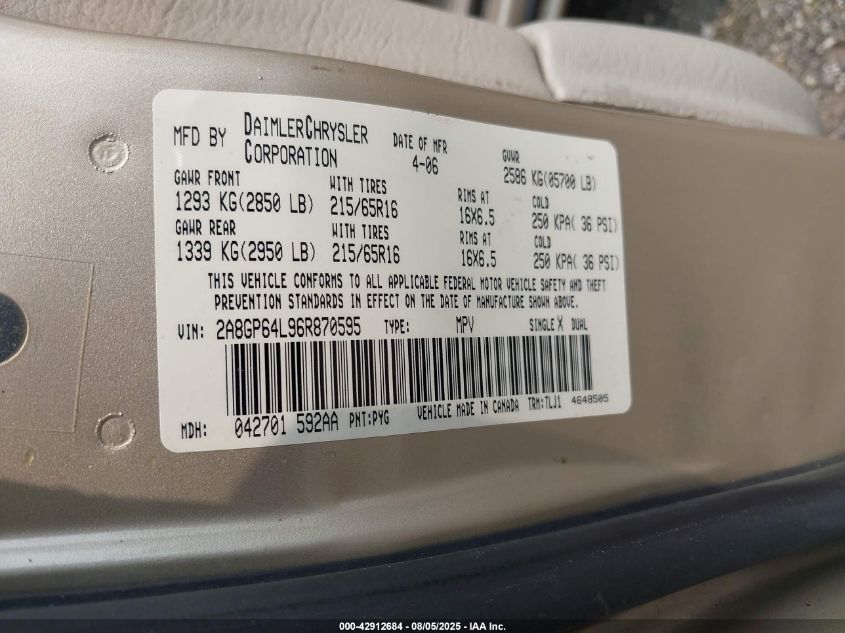 MFD BY DAIMLERCHRYSLER CORPORATION DATE OF MFR 4-06 GVWR 2586 KG(05700 LB)
GAWR FRONT WITH TIRES RIMS AT COLD
1293 KG(2850 LB) 215/65R16 16X6.5 250 KPA( 36 PSI)
GAWR REAR WITH TIRES RIMS AT COLD
1339 KG(2950 LB) 215/65R16 16X6.5 250 KPA( 36 PSI)
THIS VEHICLE CONFORMS TO ALL APPLICABLE FEDERAL MOTOR VEHICLE SAFETY AND THEFT
PREVENTION STANDARDS IN EFFECT ON THE DATE OF MANUFACTURE SHOWN ABOVE.
VIN: 2A8GP64L96R870595 TYPE: MPV SINGLE X DUAL
MDH: 042701 592AA PNT:PYG VEHICLE MADE IN CANADA TRM:TLJ1 4648505
000-42912684 - 08/05/2025 - IAA Inc.